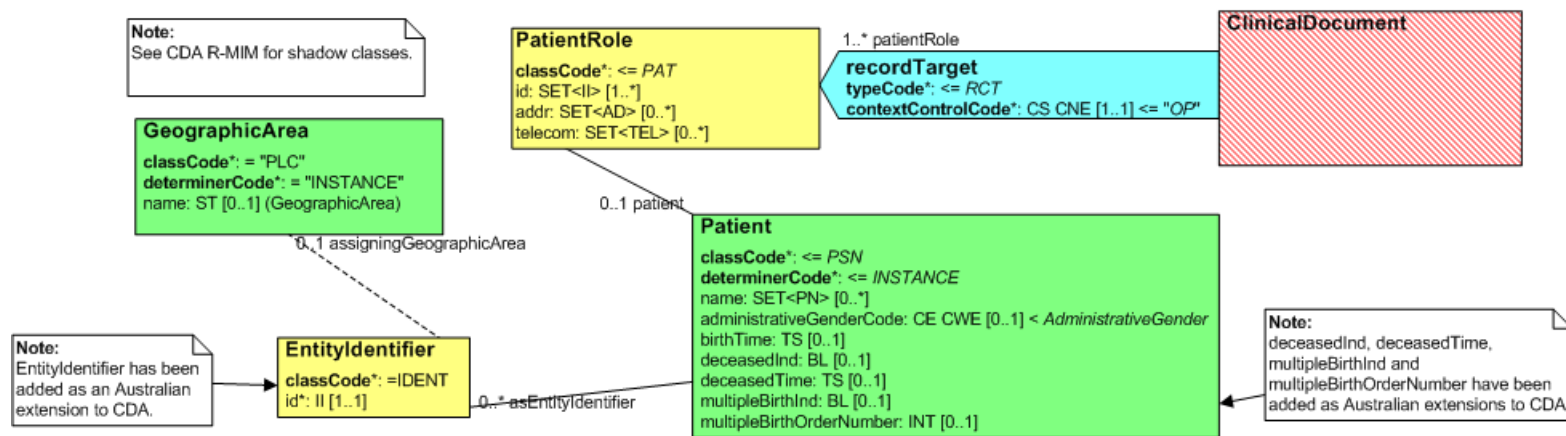 Note:
See CDA R-MIM for shadow classes.
PatientRole
classCode*: <= PAT
id: SET<II> [1..*]
addr: SET<AD> [0..*]
telecom: SET<TEL> [0..*]
1..* patientRole
recordTarget
typeCode*: <= RCT
contextControlCode*: CS CNE [1..1] <= "OP"
ClinicalDocument
GeographicArea
classCode*: = "PLC"
determinerCode*: = "INSTANCE"
name: ST [0..1] (GeographicArea)
0..1 assigningGeographicArea
0..1 patient
Patient
classCode*: <= PSN
determinerCode*: <= INSTANCE
name: SET<PN> [0..*]
administrativeGenderCode: CE CWE [0..1] < AdministrativeGender
birthTime: TS [0..1]
deceasedInd: BL [0..1]
deceasedTime: TS [0..1]
multipleBirthInd: BL [0..1]
multipleBirthOrderNumber: INT [0..1]
Note:
EntityIdentifier has been
added as an Australian
extension to CDA.
EntityIdentifier
classCode*: =IDENT
id*: II [1..1]
0..* asEntityIdentifier
Note:
deceasedInd, deceasedTime,
multipleBirthInd and
multipleBirthOrderNumber have been
added as Australian extensions to CDA